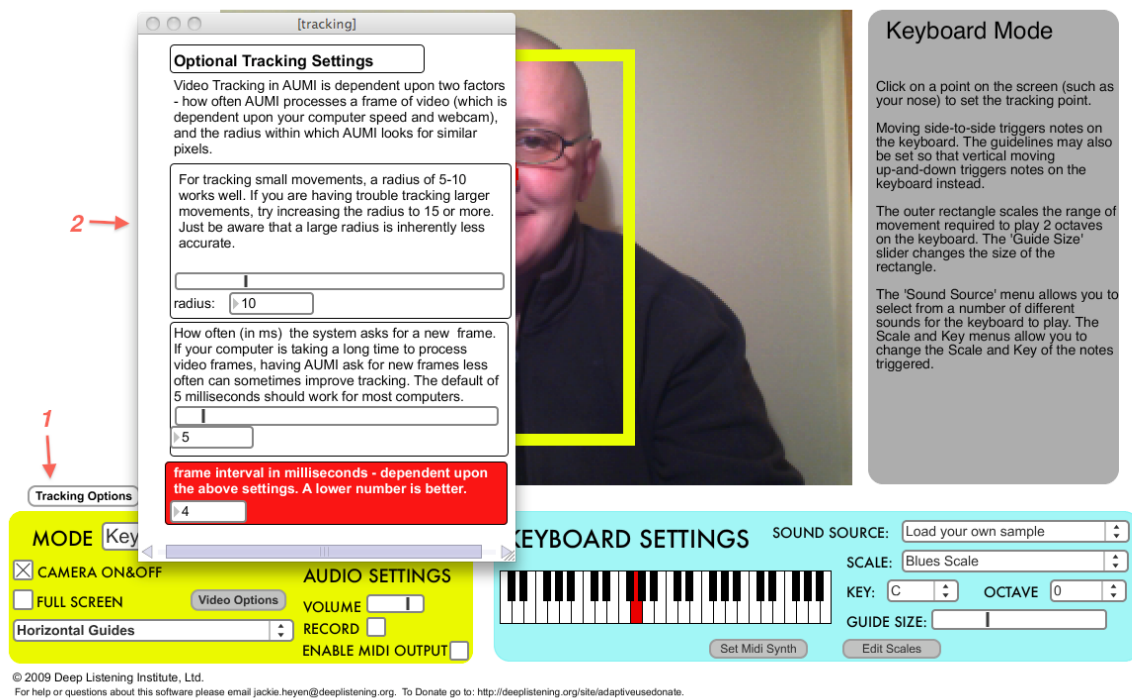 [tracking]
Optional Tracking Settings
Video Tracking in AUMI is dependent upon two factors
- how often AUMI processes a frame of video (which is
dependent upon your computer speed and webcam),
and the radius within which AUMI looks for similar
pixels.
For tracking small movements, a radius of 5-10
works well. If you are having trouble tracking larger
movements, try increasing the radius to 15 or more.
Just be aware that a large radius is inherently less
accurate.
radius:
10
How often (in ms)  the system asks for a new  frame.
If your computer is taking a long time to process
video frames, having AUMI ask for new frames less
often can sometimes improve tracking. The default of
5 milliseconds should work for most computers.
5
frame interval in milliseconds - dependent upon
the above settings. A lower number is better.
4
2
1
Keyboard Mode
Click on a point on the screen (such as
your nose) to set the tracking point.
Moving side-to-side triggers notes on
the keyboard. The guidelines may also
be set so that vertical moving
up-and-down triggers notes on the
keyboard instead.
The outer rectangle scales the range of
movement required to play 2 octaves
on the keyboard. The 'Guide Size'
slider changes the size of the
rectangle.
The 'Sound Source' menu allows you to
select from a number of different
sounds for the keyboard to play. The
Scale and Key menus allow you to
change the Scale and Key of the notes
triggered.
Tracking Options
MODE
Key
CAMERA ON&OFF
FULL SCREEN
Video Options
Horizontal Guides
AUDIO SETTINGS
VOLUME
RECORD
ENABLE MIDI OUTPUT
KEYBOARD SETTINGS
SOUND SOURCE:
Load your own sample
SCALE:
Blues Scale
KEY:
C
OCTAVE
0
GUIDE SIZE:
Set Midi Synth
Edit Scales
© 2009 Deep Listening Institute, Ltd.
For help or questions about this software please email jackie.heyen@deeplistening.org.  To Donate go to: http://deeplistening.org/site/adaptiveusedonate.